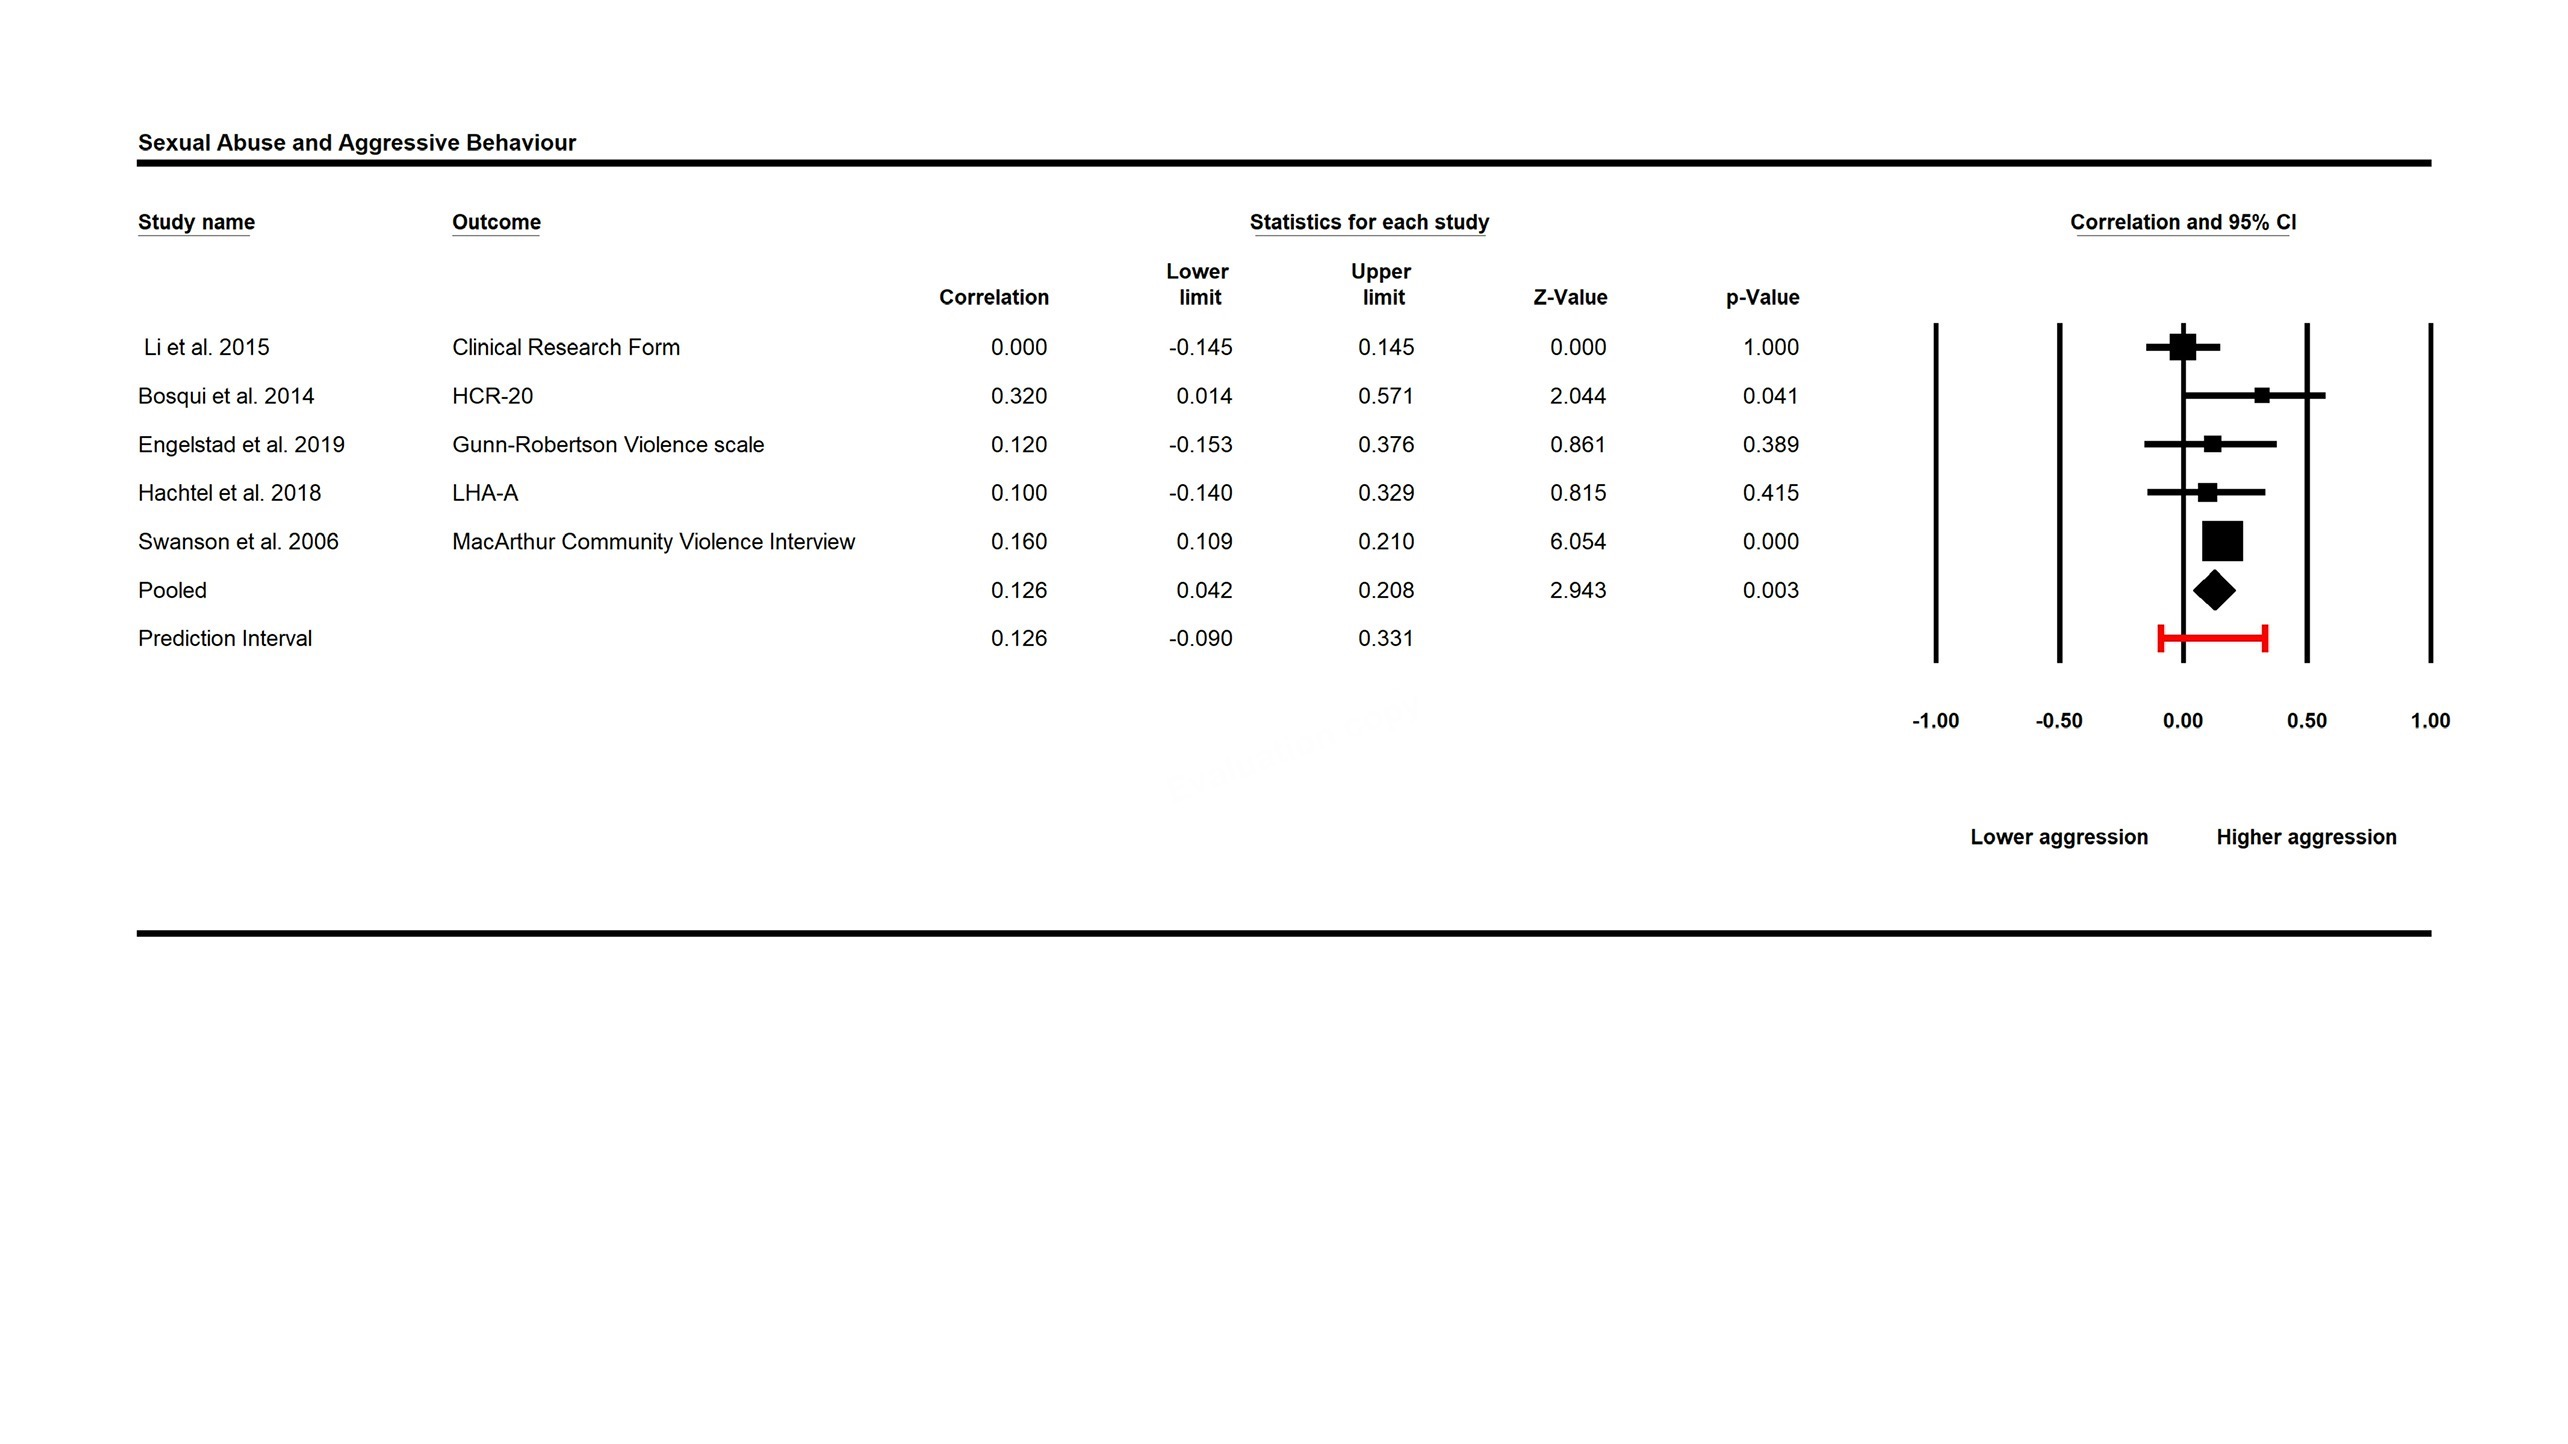 Sexual Abuse and Aggressive Behaviour
Study name Outcome Statistics for each study Correlation and 95% CI
Lower Upper
Correlation limit limit Z-Value p-Value
Li et al. 2015 Clinical Research Form 0.000 -0.145 0.145 0.000 1.000
Bosqui et al. 2014 HCR-20 0.320 0.014 0.571 2.044 0.041
Engelstad et al. 2019 Gunn-Robertson Violence scale 0.120 -0.153 0.376 0.861 0.389
Hachtel et al. 2018 LHA-A 0.100 -0.140 0.329 0.815 0.415
Swanson et al. 2006 MacArthur Community Violence Interview 0.160 0.109 0.210 6.054 0.000
Pooled 0.126 0.042 0.208 2.943 0.003
Prediction Interval 0.126 -0.090 0.331
-1.00 -0.50 0.00 0.50 1.00
Lower aggression Higher aggression